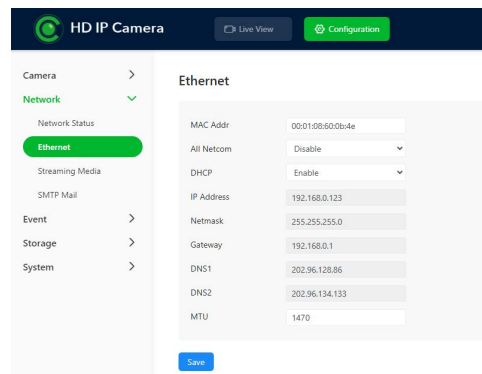 HD IP Camera
Live View
Configuration
Camera
Network
Network Status
Ethernet
Streaming Media
SMTP Mail
Event
Storage
System
Ethernet
MAC Addr 00:01:08:60:0b:4e
All Netcom Disable
DHCP Enable
IP Address 192.168.0.123
Netmask 255.255.255.0
Gateway 192.168.0.1
DNS1 202.96.128.86
DNS2 202.96.134.133
MTU 1470
Save